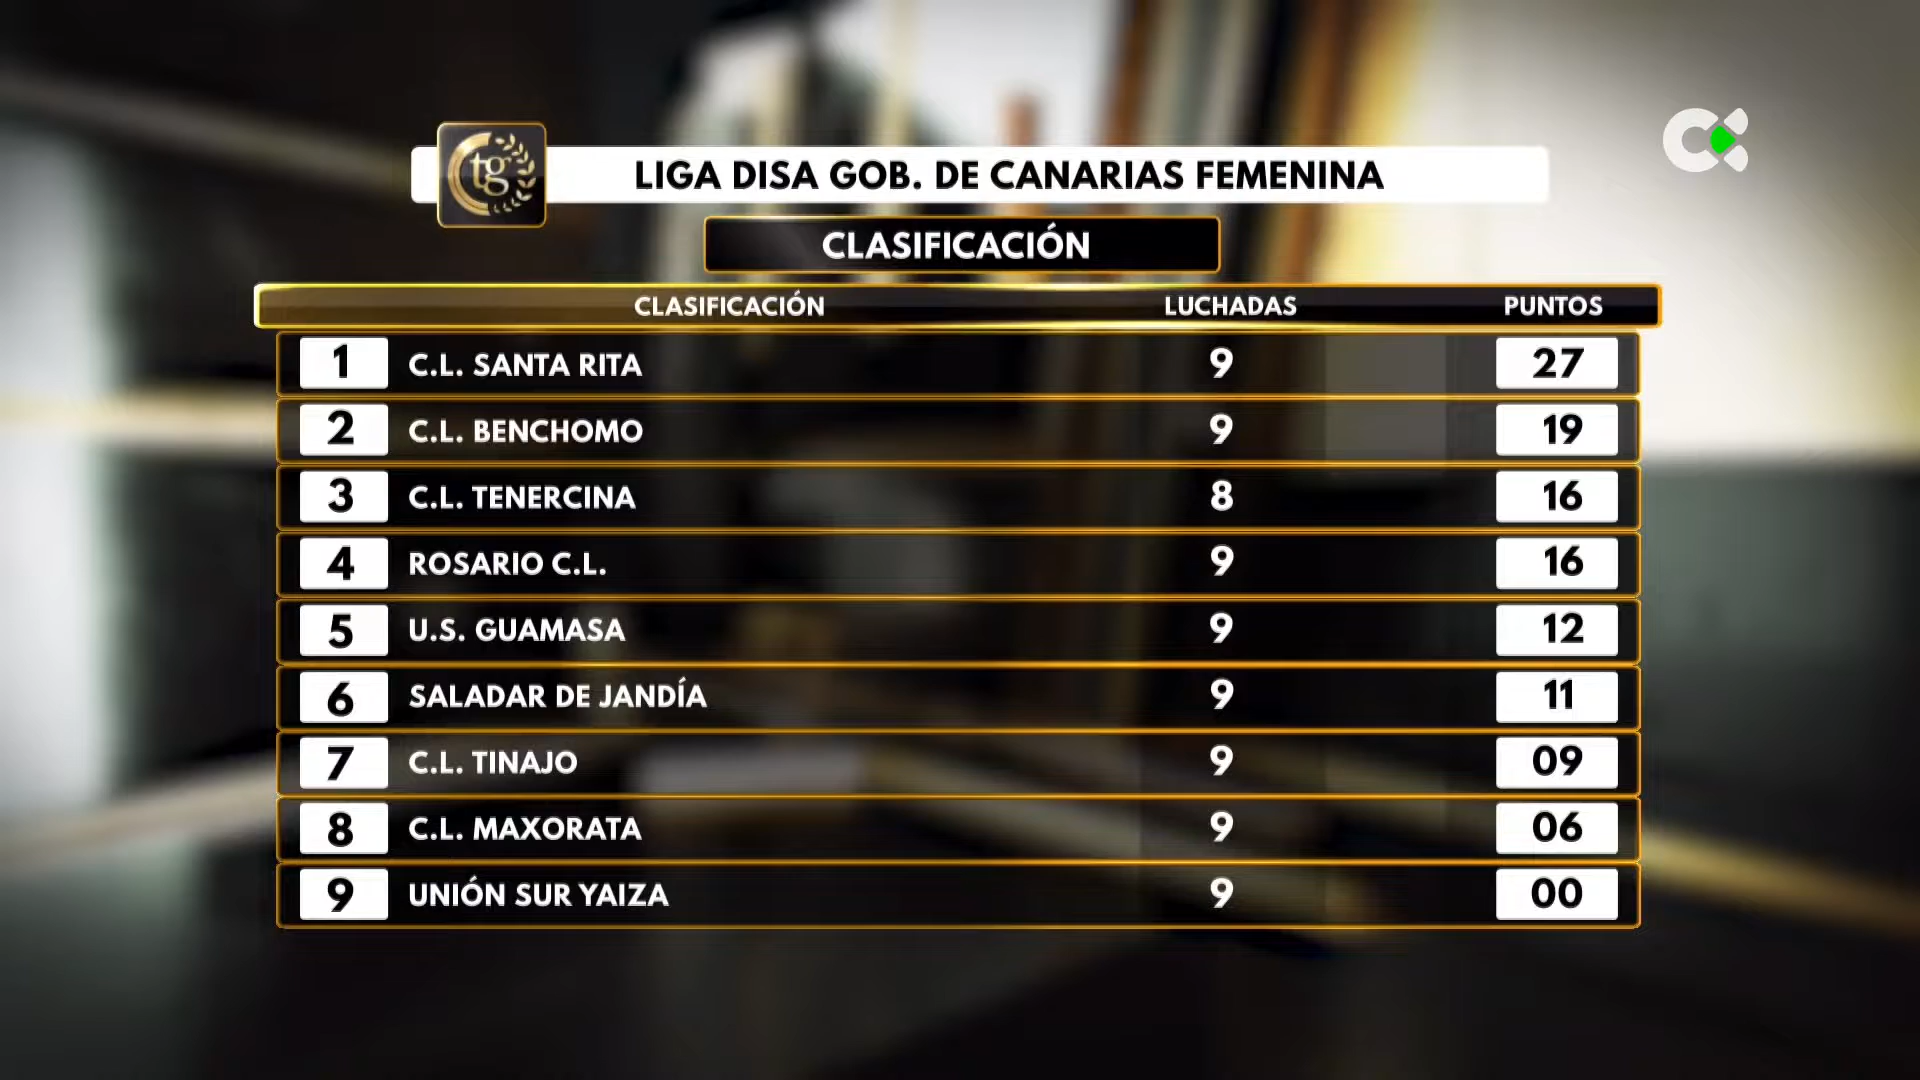 tg
LIGA DISA GOB. DE CANARIAS FEMENINA
CLASIFICACIÓN
CLASIFICACIÓN LUCHADAS PUNTOS
1 C.L. SANTA RITA 9 27
2 C.L. BENCHOMO 9 19
3 C.L. TENERCINA 8 16
4 ROSARIO C.L. 9 16
5 U.S. GUAMASA 9 12
6 SALADAR DE JANDÍA 9 11
7 C.L. TINAJO 9 09
8 C.L. MAXORATA 9 06
9 UNIÓN SUR YAIZA 9 00